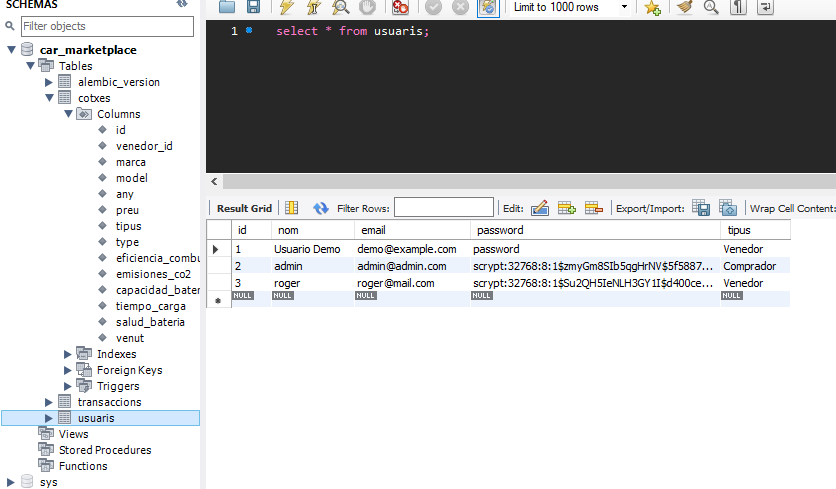 SCHEMAS
Filter objects
car_marketplace
Tables
alembic_version
cotxes
Columns
id
venedor_id
marca
model
any
preu
tipus
type
eficiencia_combu
emisiones_co2
capacidad_bater
tiempo_carga
salud_bateria
venut
Indexes
Foreign Keys
Triggers
transaccions
usuaris
Views
Stored Procedures
Functions
sys
Limit to 1000 rows
1 select * from usuaris;
Result Grid Filter Rows: Edit: Export/Import: Wrap Cell Content:
id nom email password tipus
1 Usuario Demo demo@example.com password Venedor
2 admin admin@admin.com scrypt:32768:8:1$zmyGm8SIb5qgHrNV$5f5887... Comprador
3 roger roger@mail.com scrypt:32768:8:1$Su2QH5IeNLH3GY1I$d400ce... Venedor
NULL NULL NULL NULL NULL